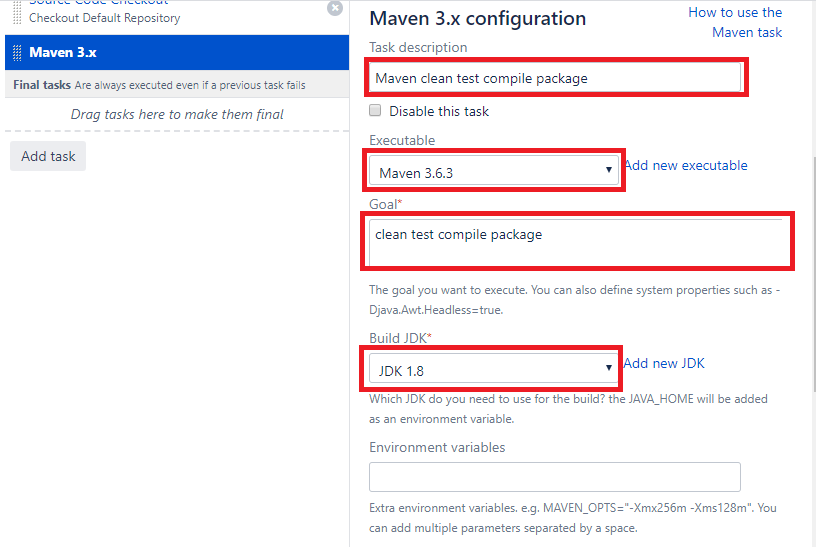 Source Code Checkout
Checkout Default Repository
Maven 3.x
Final tasks Are always executed even if a previous task fails
Drag tasks here to make them final
Add task
Maven 3.x configuration
How to use the
Maven task
Task description
Maven clean test compile package
Disable this task
Executable
Maven 3.6.3
Add new executable
Goal*
clean test compile package
The goal you want to execute. You can also define system properties such as -
Djava.Awt.Headless=true.
Build JDK*
JDK 1.8
Add new JDK
Which JDK do you need to use for the build? the JAVA_HOME will be added
as an environment variable.
Environment variables
Extra environment variables. e.g. MAVEN_OPTS="-Xmx256m -Xms128m". You
can add multiple parameters separated by a space.